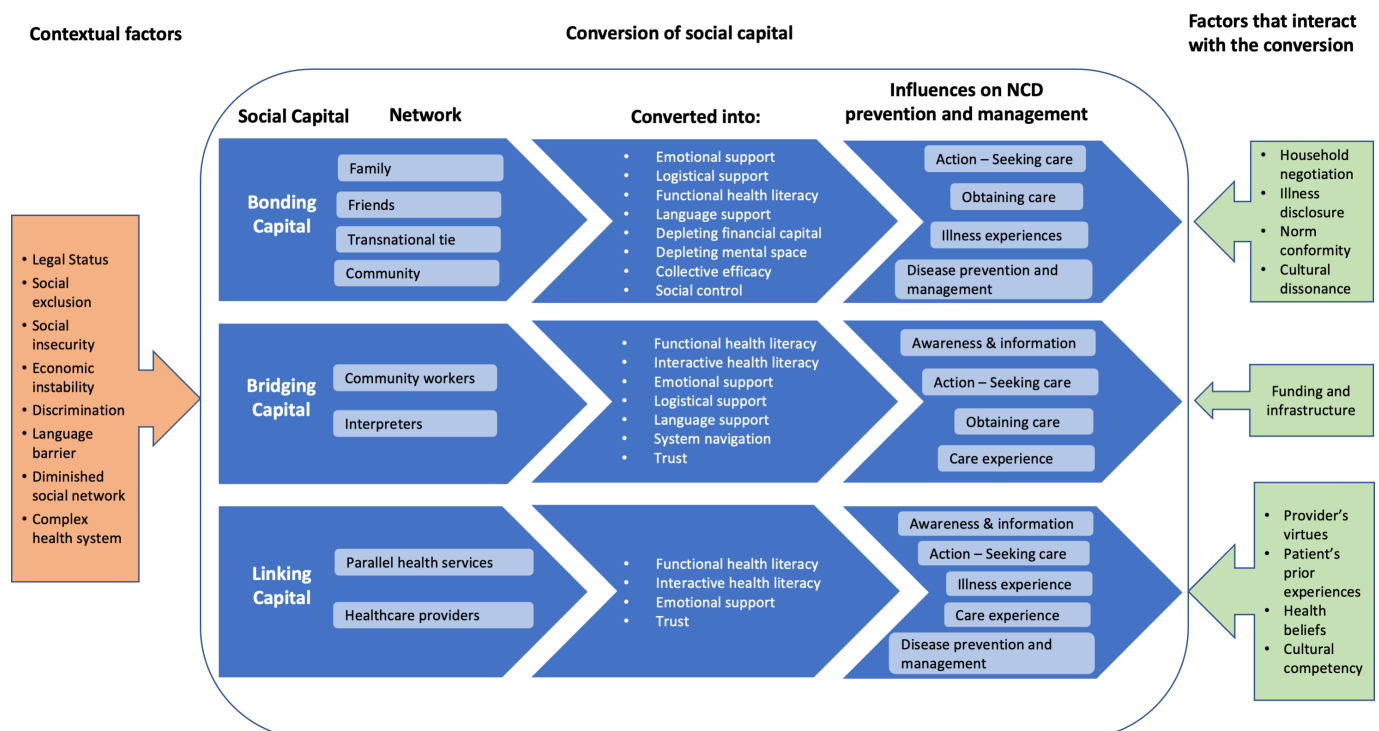 Contextual factors
Conversion of social capital
Factors that interact
with the conversion
Social Capital
Network
Converted into:
Influences on NCD
prevention and management
• Legal Status
• Social
exclusion
• Social
insecurity
• Economic
instability
• Discrimination
• Language
barrier
• Diminished
social network
• Complex
health system
Bonding
Capital
Family
Friends
Transnational tie
Community
• Emotional support
• Logistical support
• Functional health literacy
• Language support
• Depleting financial capital
• Depleting mental space
• Collective efficacy
• Social control
Action – Seeking care
Obtaining care
Illness experiences
Disease prevention and
management
• Household
negotiation
• Illness
disclosure
• Norm
conformity
• Cultural
dissonance
Bridging
Capital
Community workers
Interpreters
• Functional health literacy
• Interactive health literacy
• Emotional support
• Logistical support
• Language support
• System navigation
• Trust
Awareness & information
Action – Seeking care
Obtaining care
Care experience
Funding and
infrastructure
Linking
Capital
Parallel health services
Healthcare providers
• Functional health literacy
• Interactive health literacy
• Emotional support
• Trust
Awareness & information
Action – Seeking care
Illness experience
Care experience
Disease prevention and
management
• Provider's
virtues
• Patient's
prior
experiences
• Health
beliefs
• Cultural
competency